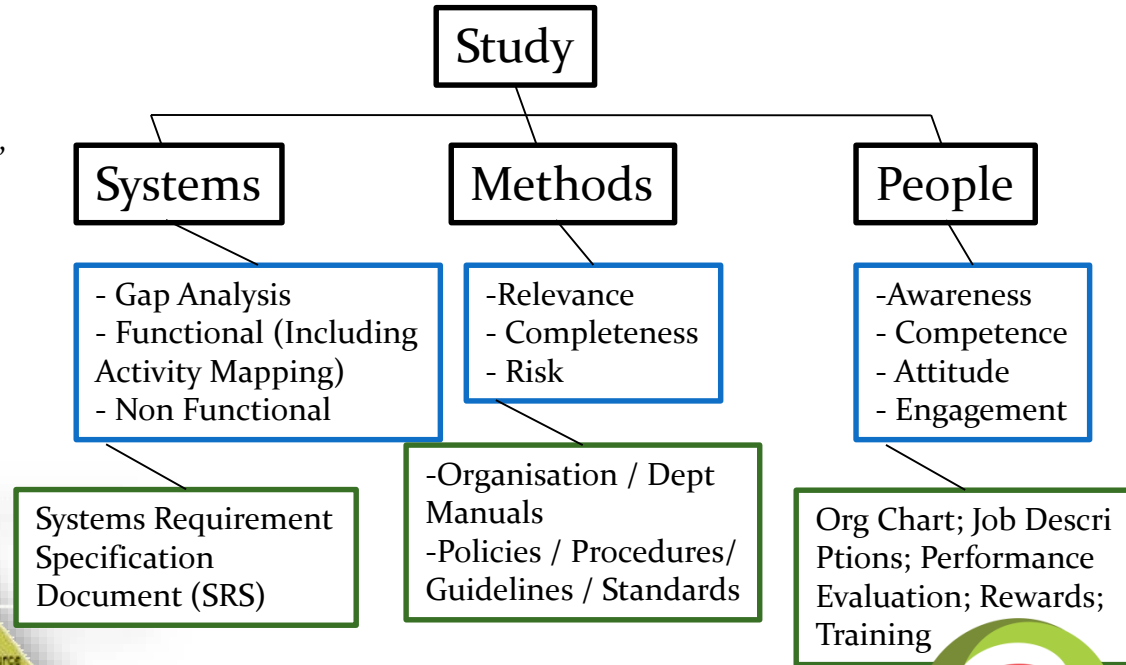 Study
Systems
Methods
People
- Gap Analysis
- Functional (Including
Activity Mapping)
- Non Functional
-Relevance
- Completeness
- Risk
-Awareness
- Competence
- Attitude
- Engagement
Systems Requirement
Specification
Document (SRS)
-Organisation / Dept
Manuals
-Policies / Procedures/
Guidelines / Standards
Org Chart; Job Descri
Ptions; Performance
Evaluation; Rewards;
Training